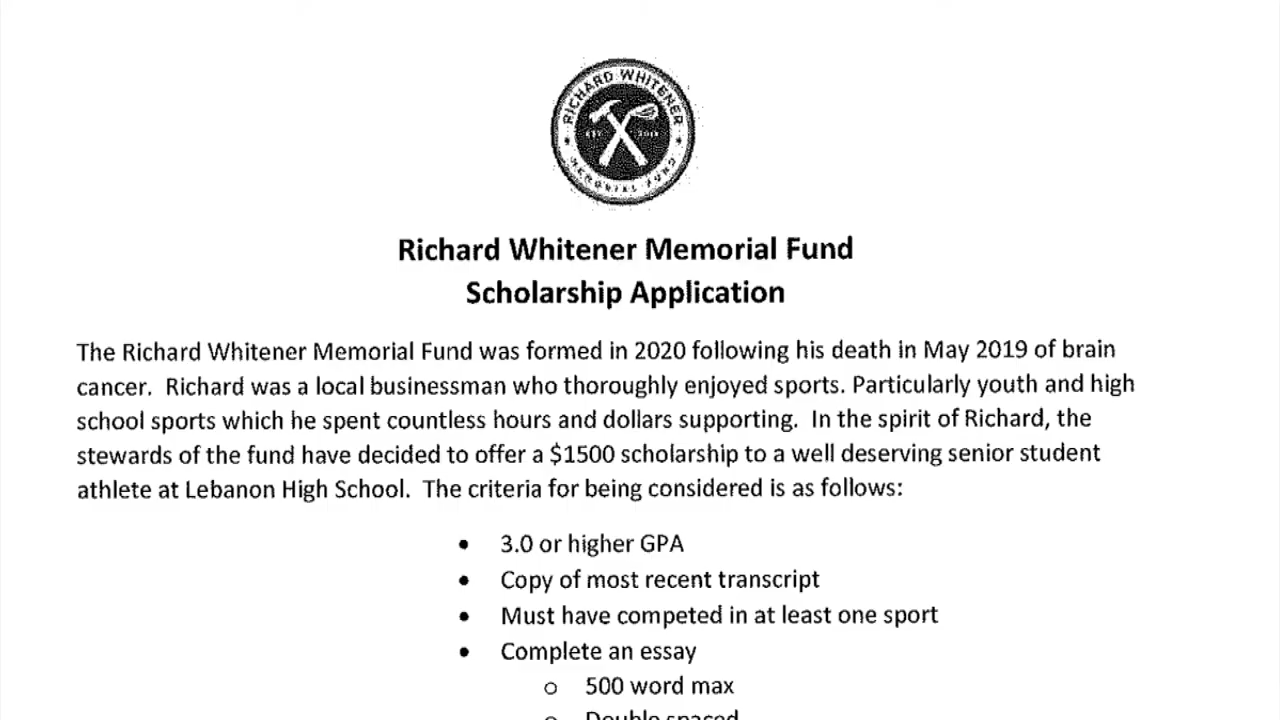 RICHARD WHITENER
EST 2019
MEMORIAL FUND
Richard Whitener Memorial Fund
Scholarship Application
The Richard Whitener Memorial Fund was formed in 2020 following his death in May 2019 of brain
cancer.  Richard was a local businessman who thoroughly enjoyed sports. Particularly youth and high
school sports which he spent countless hours and dollars supporting.  In the spirit of Richard, the
stewards of the fund have decided to offer a $1500 scholarship to a well deserving senior student
athlete at Lebanon High School.  The criteria for being considered is as follows:
• 3.0 or higher GPA
• Copy of most recent transcript
• Must have competed in at least one sport
• Complete an essay
o 500 word max
o Double spaced